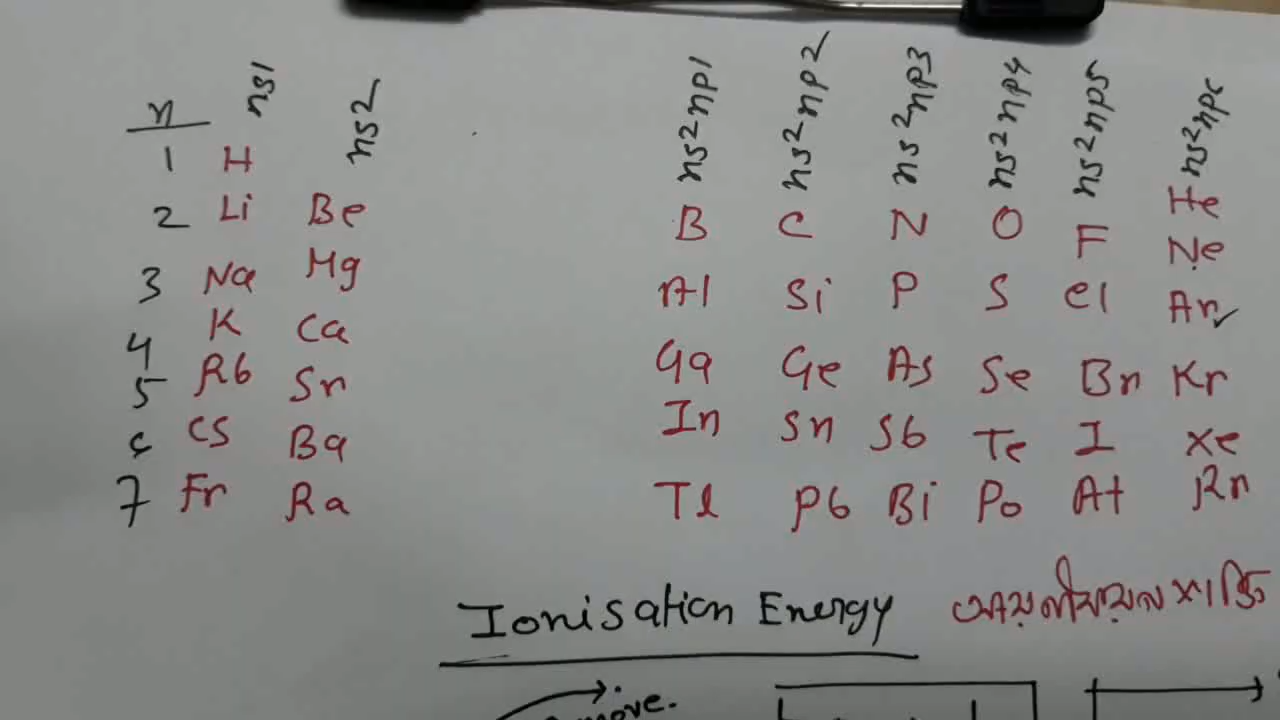 n ns1 ns2 ns2np1 ns2np2 ns2np3 ns2np4 ns2np5 ns2np6
1 H He
2 Li Be B C N O F Ne
3 Na Mg Al Si P S Cl Ar
4 K Ca Ga Ge As Se Br Kr
5 Rb Sr In Sn Sb Te I Xe
6 Cs Ba Tl Pb Bi Po At Rn
7 Fr Ra
Ionisation Energy
move.